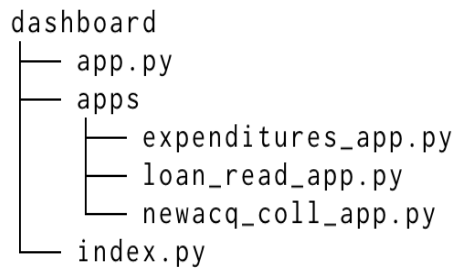 dashboard
app.py
apps
expenditures_app.py
loan_read_app.py
newacq_coll_app.py
index.py